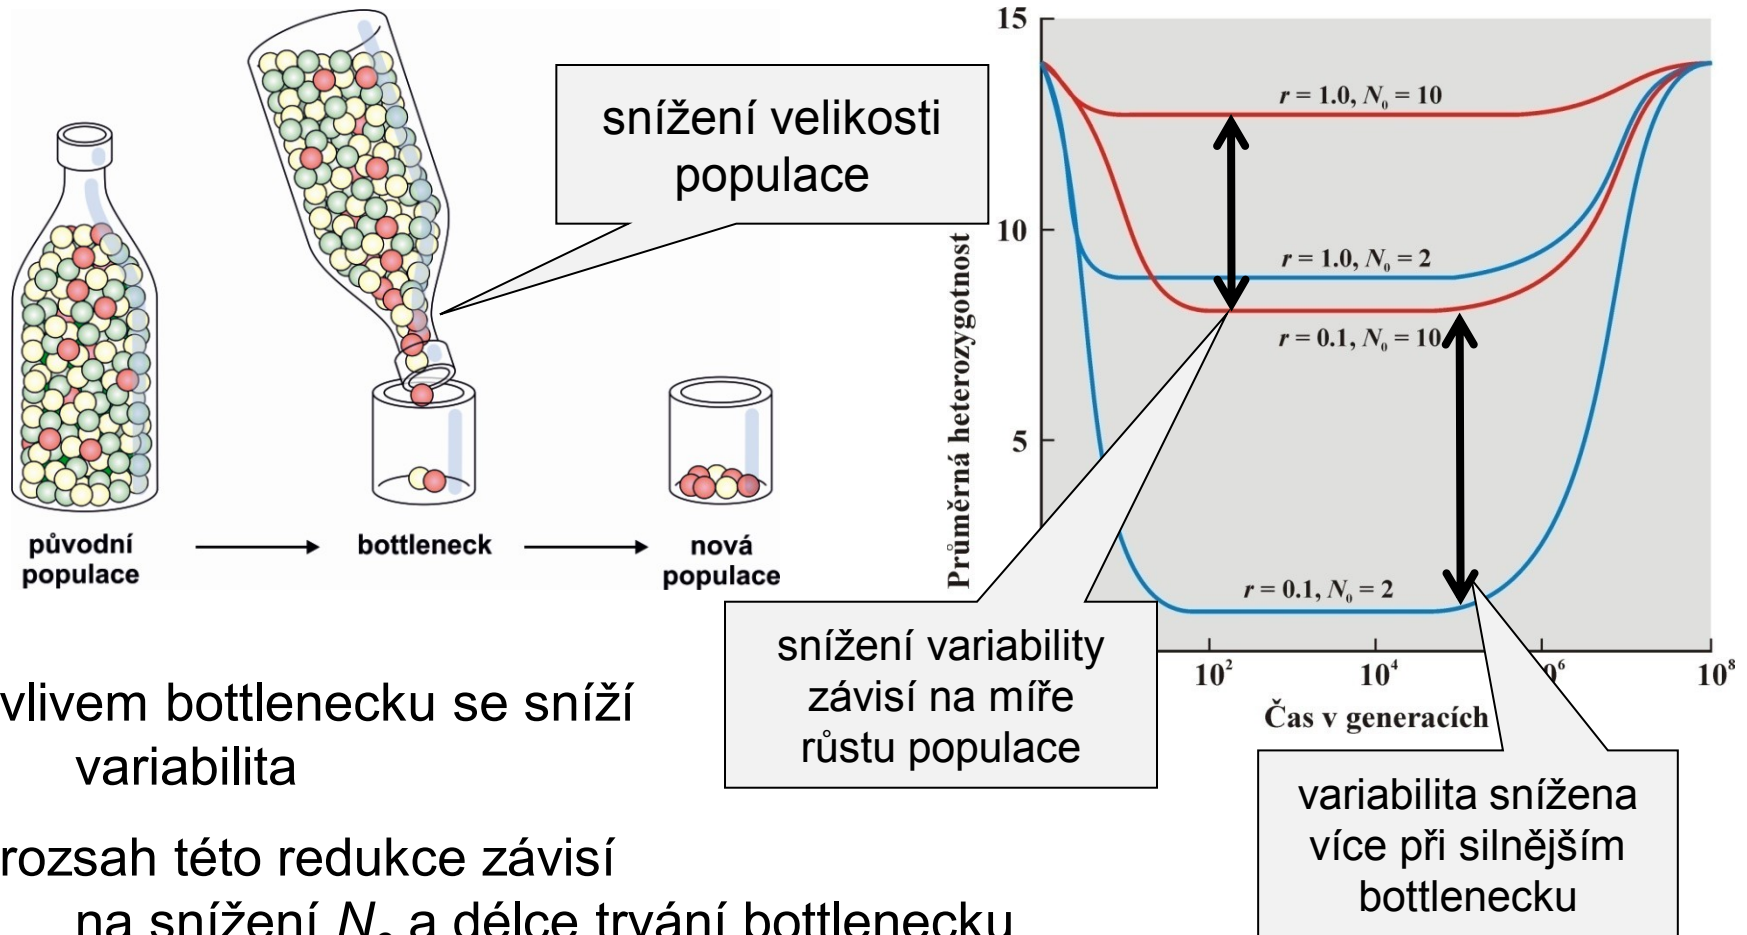 snížení velikosti
populace
původní
populace
bottleneck
nová
populace
15
10
5
Průměrná heterozygotnost
r = 1.0, N₀ = 10
r = 1.0, N₀ = 2
r = 0.1, N₀ = 10
r = 0.1, N₀ = 2
10² 10⁴ 10⁸
Čas v generacích
snížení variability
závisí na míře
růstu populace
variabilita snížena
více při silnějším
bottlenecku
vlivem bottlenecku se sníží
variabilita
rozsah této redukce závisí
na snížení Nₑ a délce trvání bottlenecku